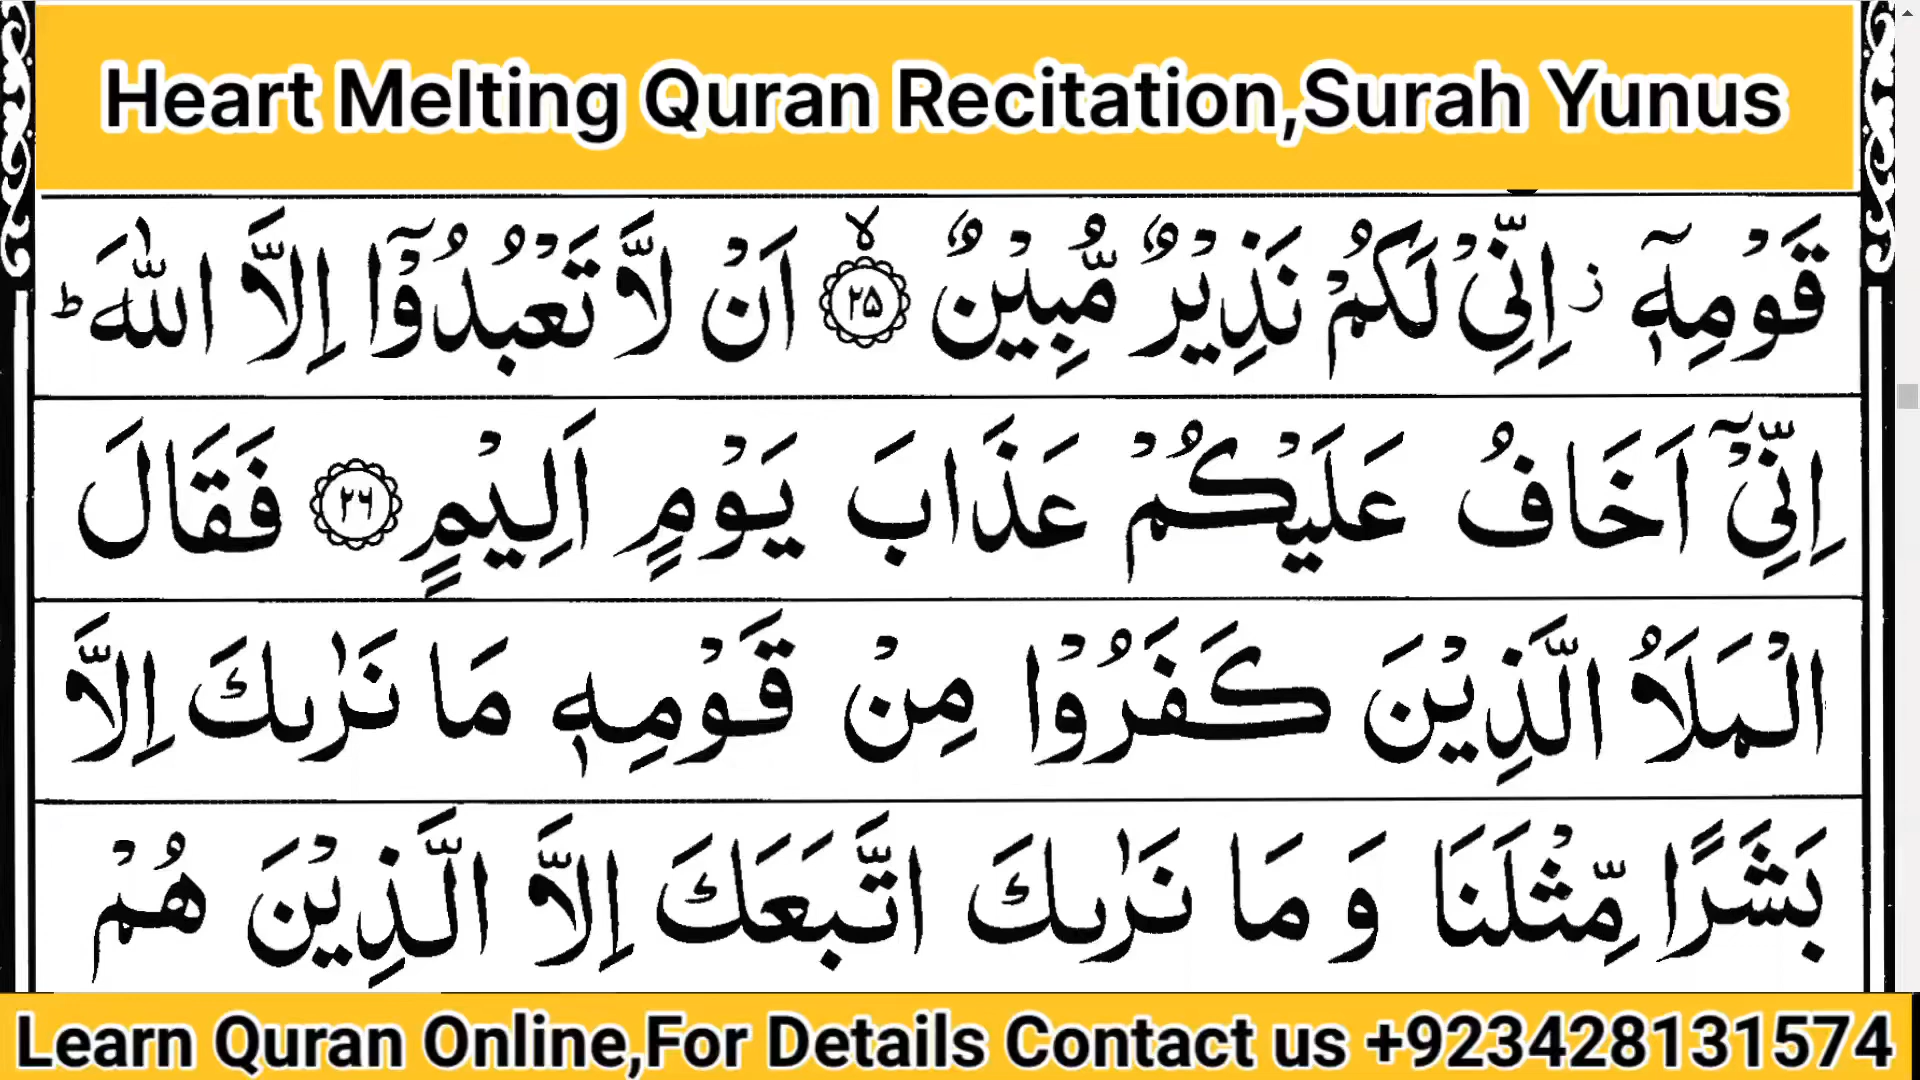 Heart Melting Quran Recitation,Surah Yunus
قَوْمِهٖۤ ز اِنِّیْ لَكُمْ نَذِیْرٌ مُّبِیْنٌ ۙ﴿۲۵﴾ اَنْ لَّا تَعْبُدُوْۤا اِلَّا اللّٰهَ ؕ
اِنِّیْۤ اَخَافُ عَلَیْكُمْ عَذَابَ یَوْمٍ اَلِیْمٍ ﴿۲۶﴾ فَقَالَ
الْمَلَاُ الَّذِیْنَ كَفَرُوْا مِنْ قَوْمِهٖ مَا نَرٰىكَ اِلَّا
بَشَرًا مِّثْلَنَا وَ مَا نَرٰىكَ اتَّبَعَكَ اِلَّا الَّذِیْنَ هُمْ
Learn Quran Online,For Details Contact us +923428131574